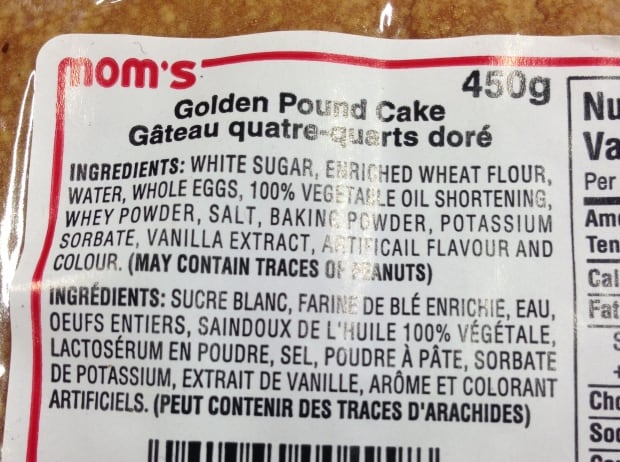 mom's
450g
Golden Pound Cake
Gâteau quatre-quarts doré
INGREDIENTS: WHITE SUGAR, ENRICHED WHEAT FLOUR,
WATER, WHOLE EGGS, 100% VEGETABLE OIL SHORTENING,
WHEY POWDER, SALT, BAKING POWDER, POTASSIUM
SORBATE, VANILLA EXTRACT, ARTIFICAIL FLAVOUR AND
COLOUR. (MAY CONTAIN TRACES OF PEANUTS)
INGRÉDIENTS: SUCRE BLANC, FARINE DE BLÉ ENRICHIE, EAU,
OEUFS ENTIERS, SAINDOUX DE L'HUILE 100% VÉGÉTALE,
LACTOSÉRUM EN POUDRE, SEL, POUDRE À PÂTE, SORBATE
DE POTASSIUM, EXTRAIT DE VANILLE, ARÔME ET COLORANT
ARTIFICIELS. (PEUT CONTENIR DES TRACES D'ARACHIDES)
Nu
Va
Per
Amo
Ten
Cal
Fat
S
+
Cho
Sod